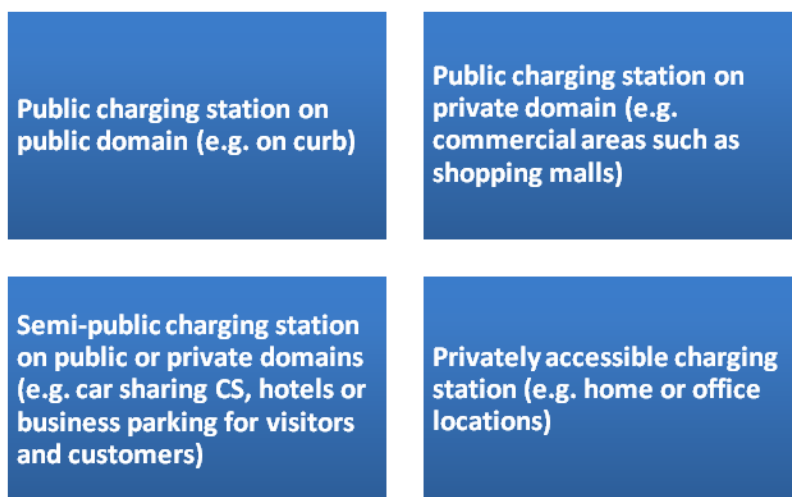 Public charging station on
public domain (e.g. on curb)
Public charging station on
private domain (e.g.
commercial areas such as
shopping malls)
Semi-public charging station
on public or private domains
(e.g. car sharing CS, hotels or
business parking for visitors
and customers)
Privately accessible charging
station (e.g. home or office
locations)